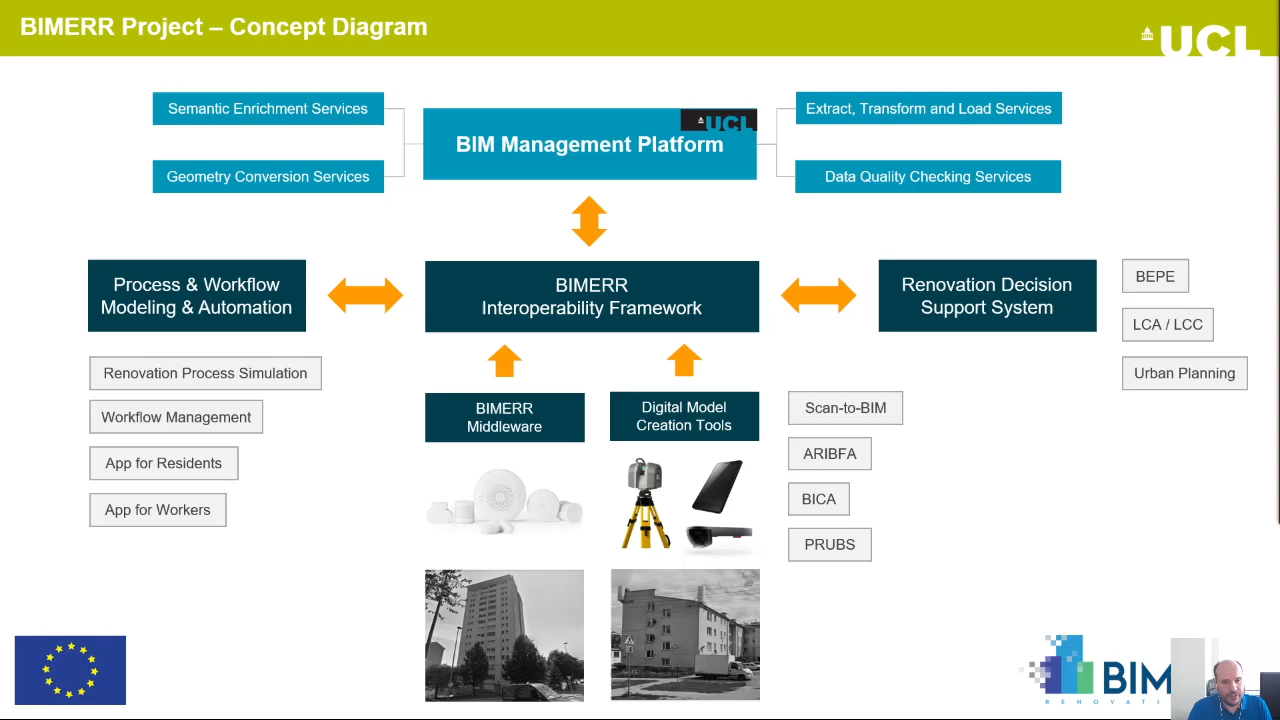 BIMERR Project – Concept Diagram
UCL
Semantic Enrichment Services
Geometry Conversion Services
UCL
BIM Management Platform
Extract, Transform and Load Services
Data Quality Checking Services
Process & Workflow
Modeling & Automation
BIMERR
Interoperability Framework
Renovation Decision
Support System
BEPE
LCA / LCC
Urban Planning
Renovation Process Simulation
Workflow Management
App for Residents
App for Workers
BIMERR
Middleware
Digital Model
Creation Tools
Scan-to-BIM
ARIBFA
BICA
PRUBS
BIM
RENOVATI